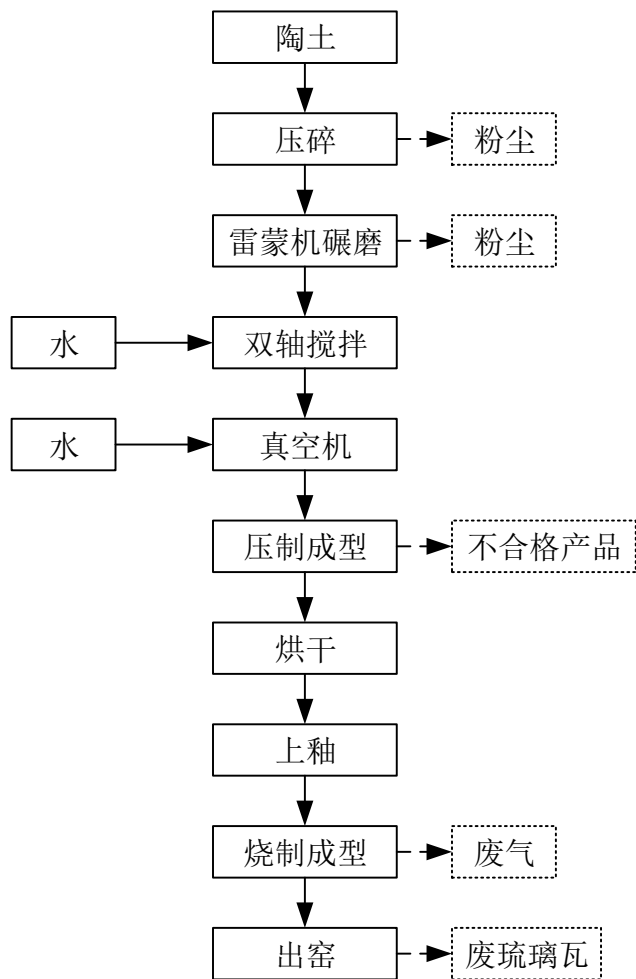 陶土
压碎
粉尘
雷蒙机碾磨
粉尘
水
双轴搅拌
水
真空机
压制成型
不合格产品
烘干
上釉
烧制成型
废气
出窑
废琉璃瓦